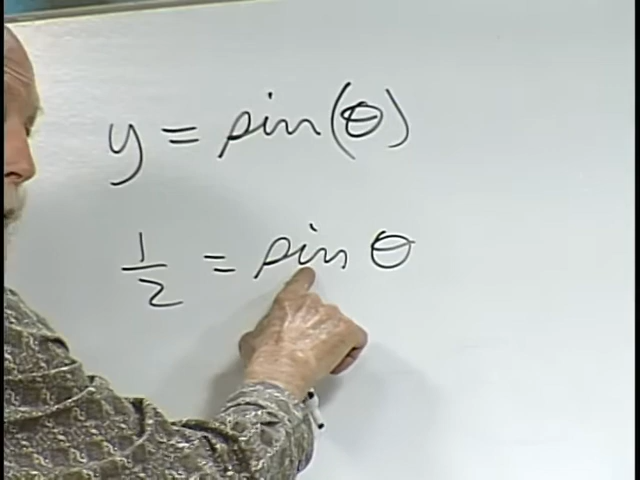 y = sin(θ)
1/2 = sin θ